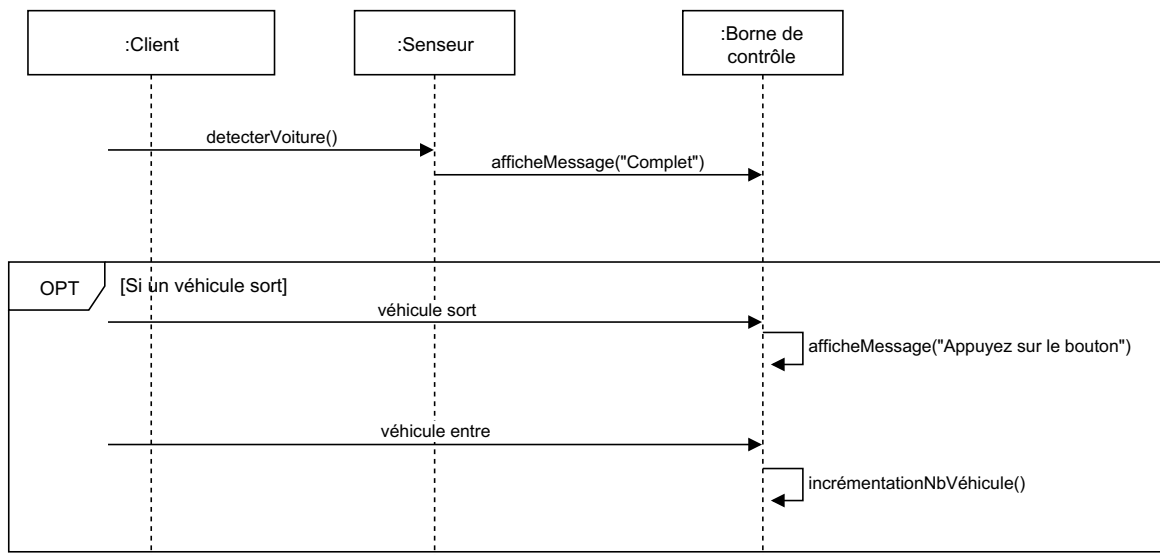 :Client
:Senseur
:Borne de
contrôle
detecterVoiture()
afficheMessage("Complet")
OPT
[Si un véhicule sort]
véhicule sort
afficheMessage("Appuyez sur le bouton")
véhicule entre
incrémentationNbVéhicule()